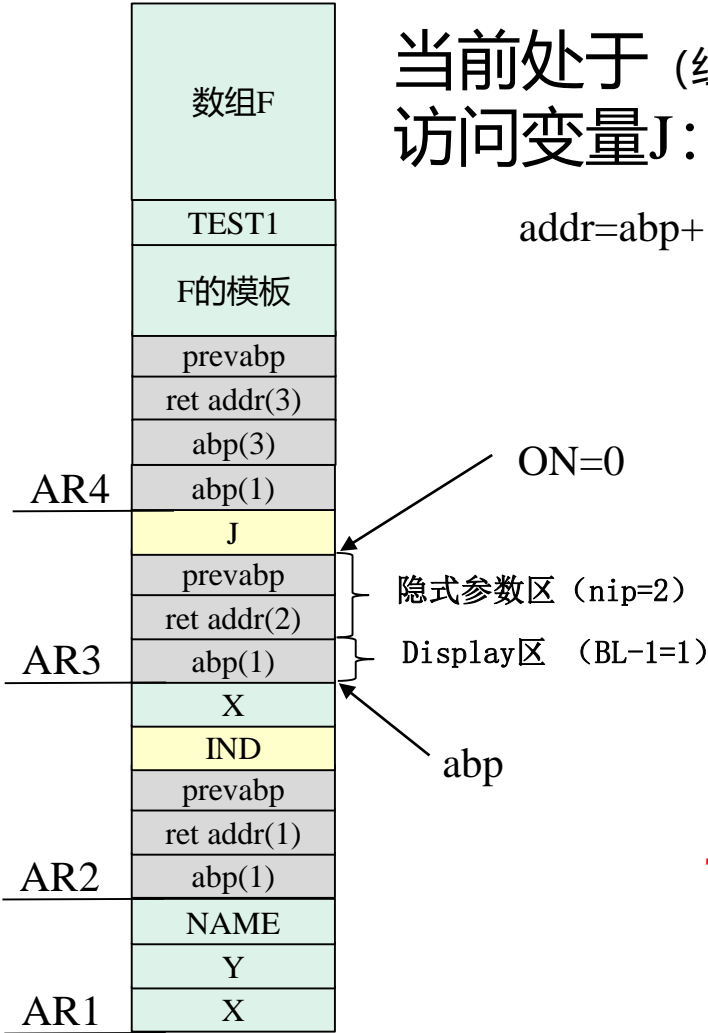 当前处于
访问变量J：
addr=abp+
数组F
TEST1
F的模板
prevabp
ret addr(3)
abp(3)
AR4
abp(1)
ON=0
J
prevabp
隐式参数区（nip=2）
ret addr(2)
AR3
abp(1)
Display区 （BL-1=1）
X
IND
abp
prevabp
ret addr(1)
AR2
abp(1)
NAME
Y
AR1
X